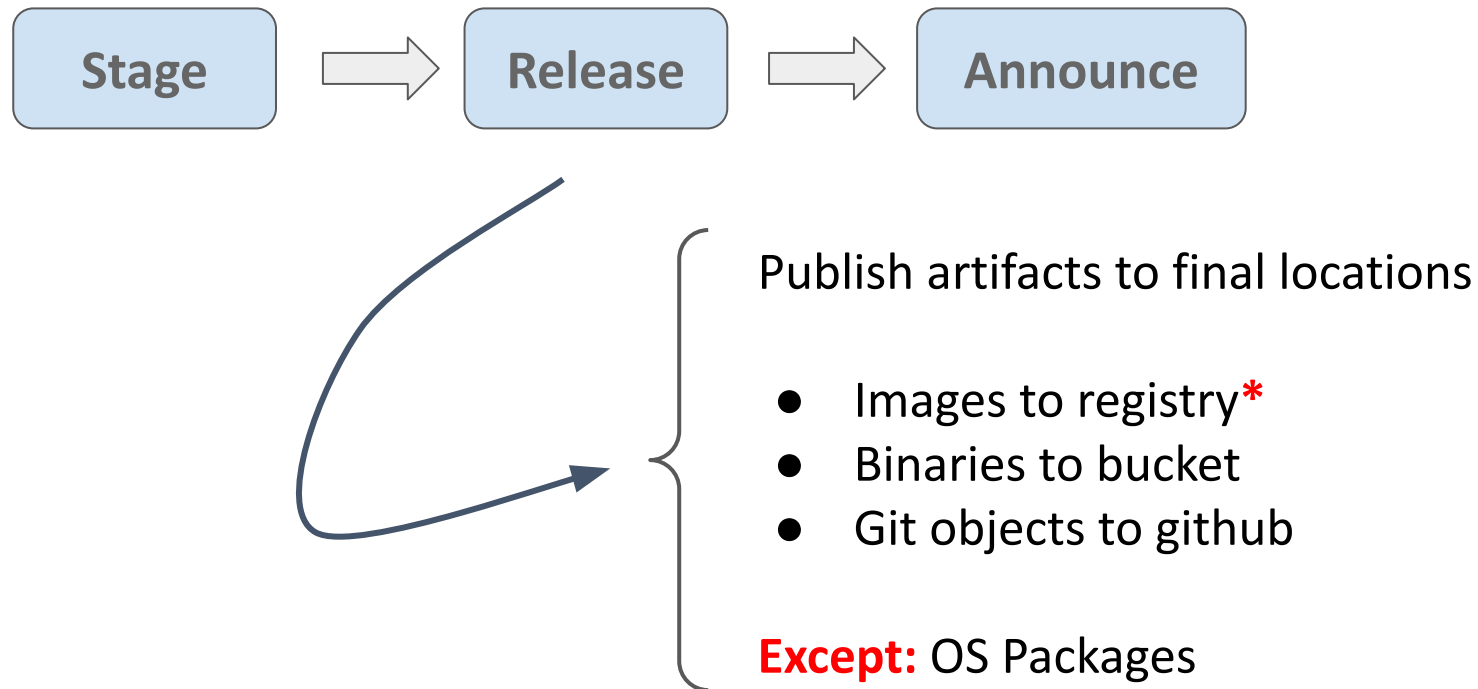 Stage
Release
Announce
Publish artifacts to final locations
● Images to registry*
● Binaries to bucket
● Git objects to github
Except: OS Packages